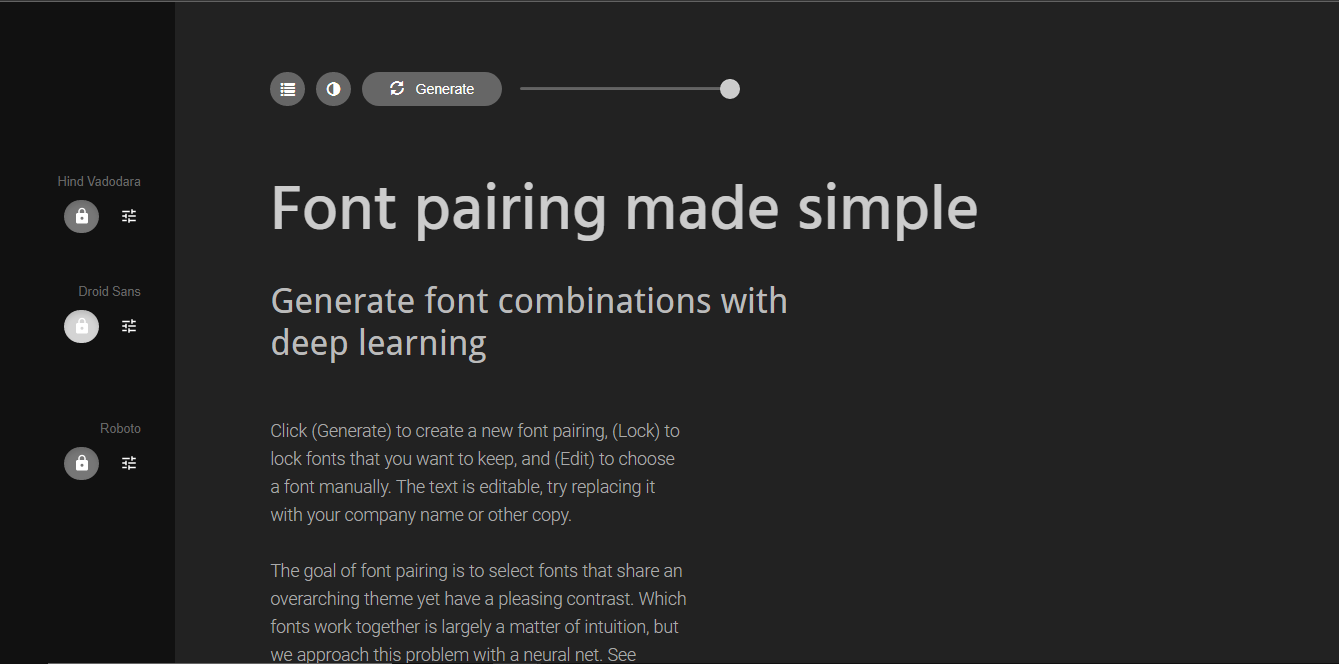 Generate
Hind Vadodara
Font pairing made simple
Droid Sans
Generate font combinations with
deep learning
Roboto
Click (Generate) to create a new font pairing, (Lock) to
lock fonts that you want to keep, and (Edit) to choose
a font manually. The text is editable, try replacing it
with your company name or other copy.
The goal of font pairing is to select fonts that share an
overarching theme yet have a pleasing contrast. Which
fonts work together is largely a matter of intuition, but
we approach this problem with a neural net. See